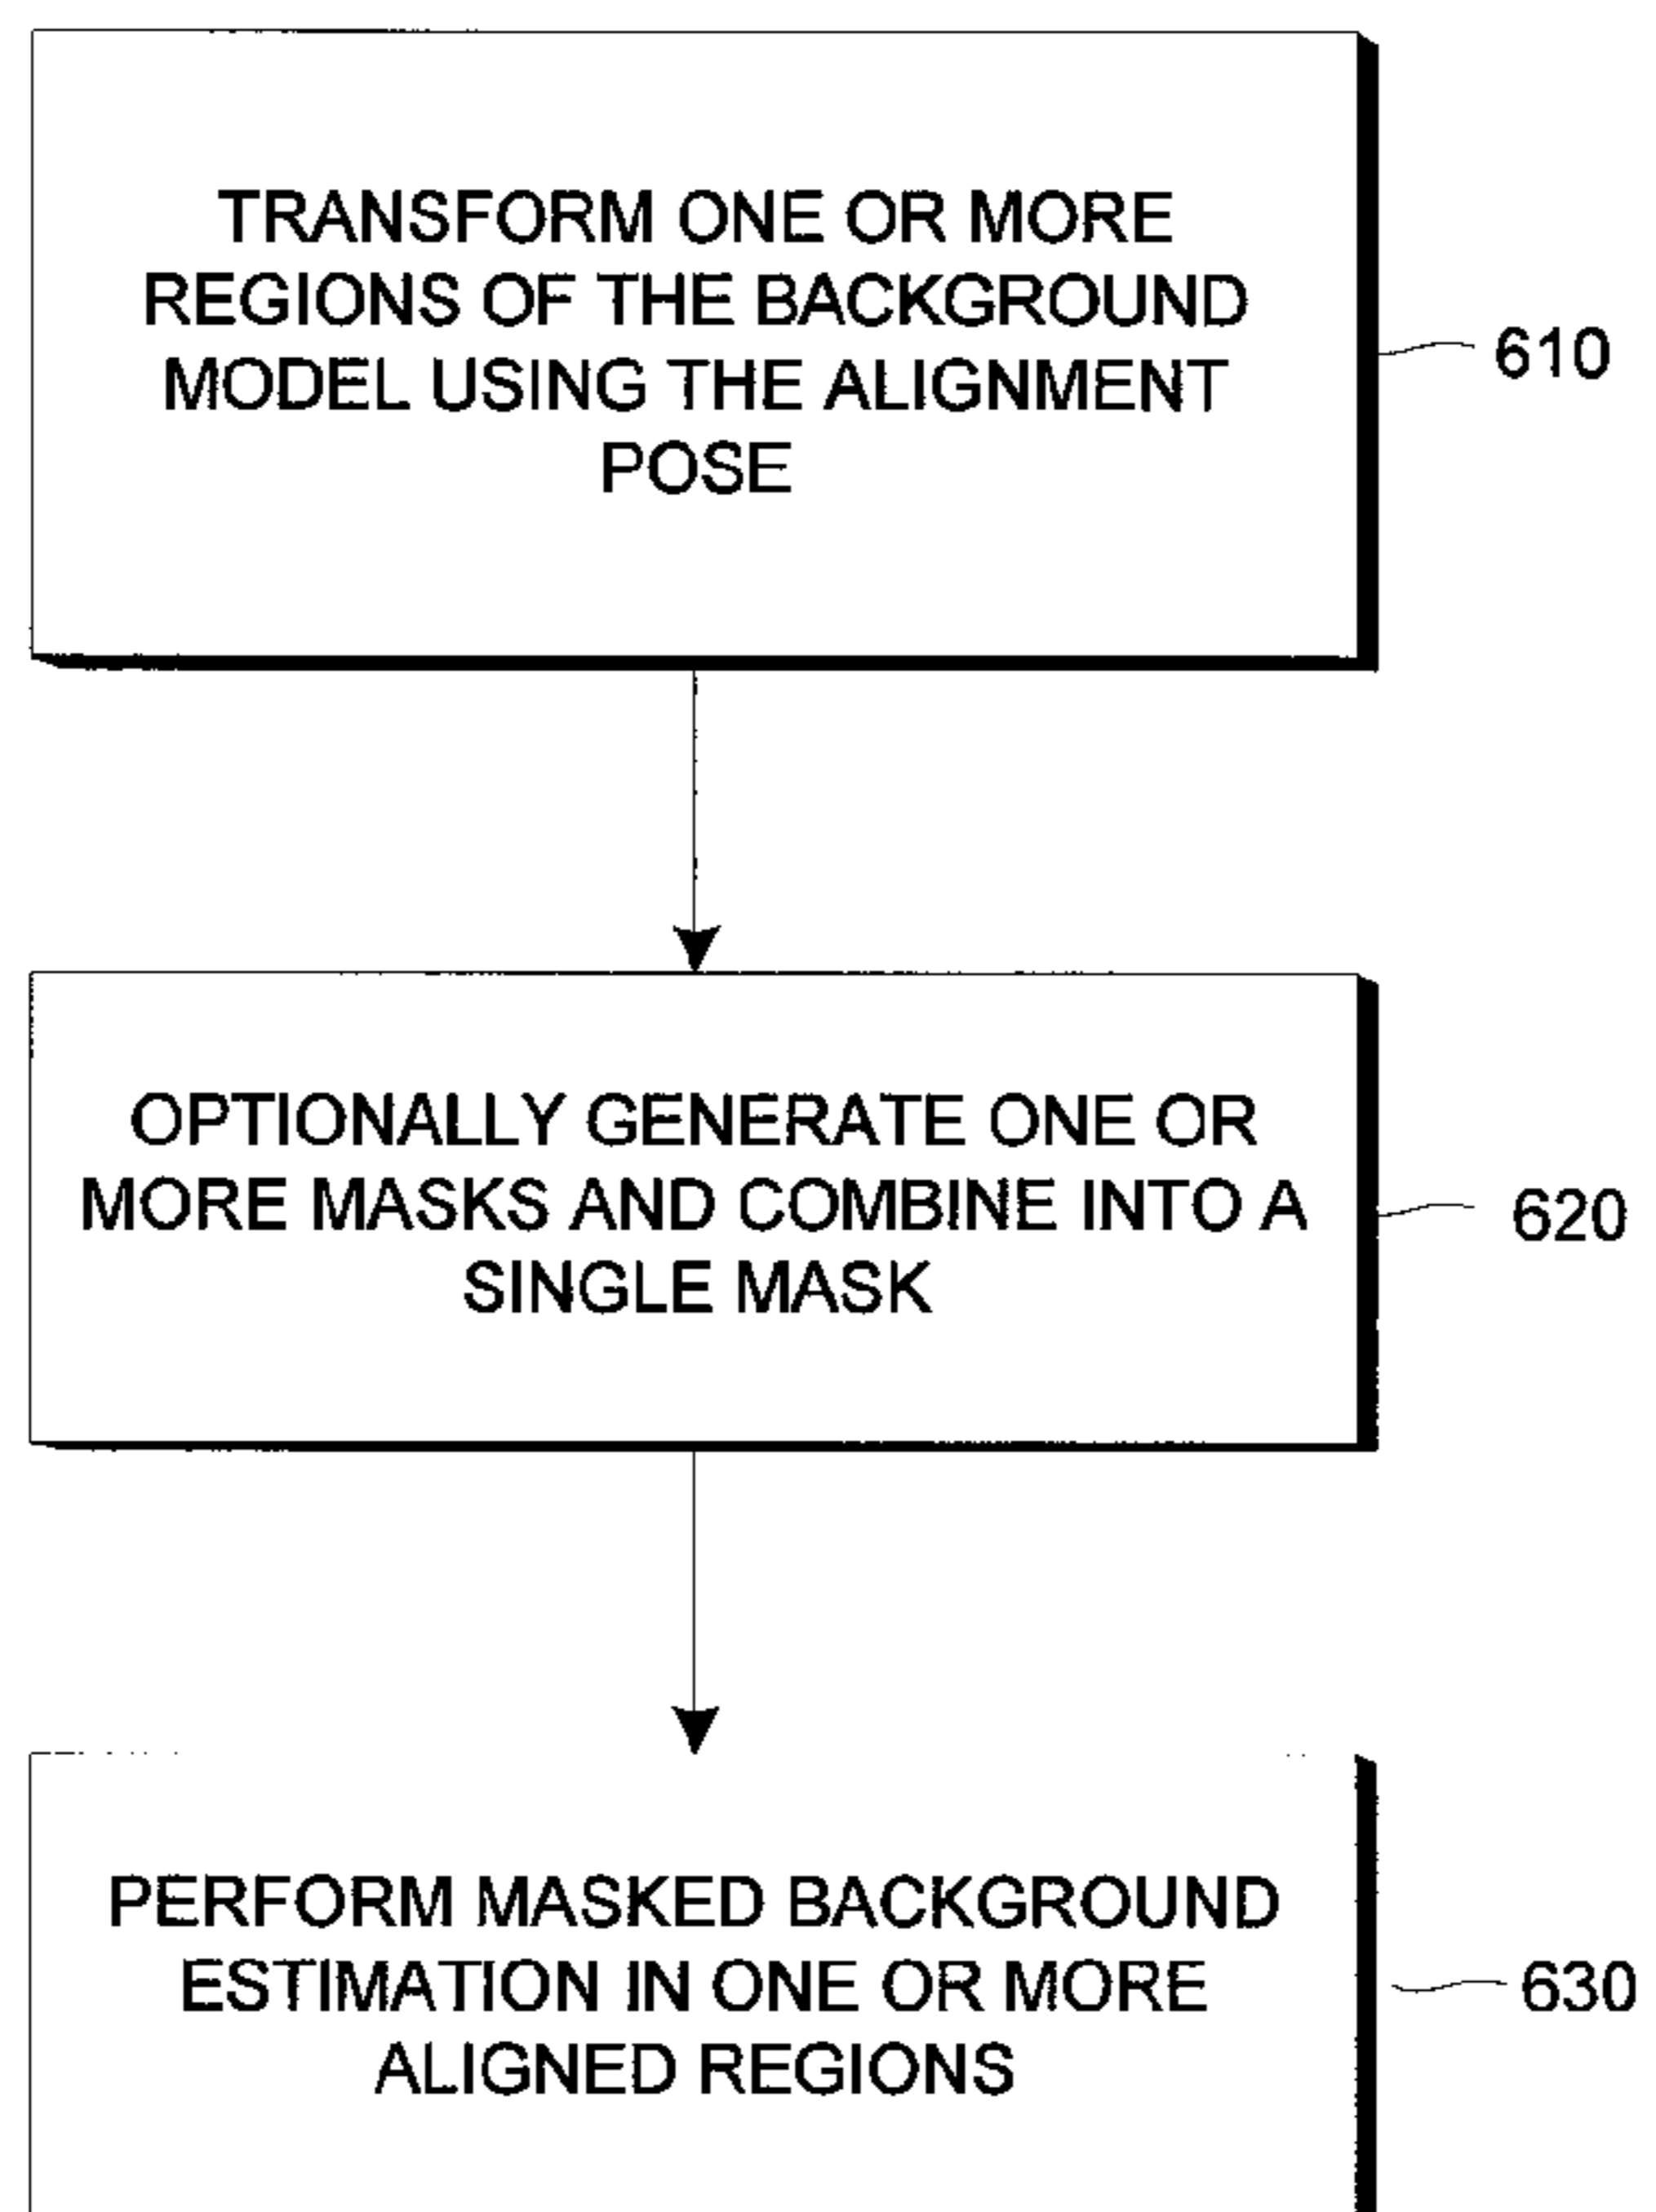 TRANSFORM ONE OR MORE
REGIONS OF THE BACKGROUND
MODEL USING THE ALIGNMENT
POSE
610
OPTIONALLY GENERATE ONE OR
MORE MASKS AND COMBINE INTO A
SINGLE MASK
620
PERFORM MASKED BACKGROUND
ESTIMATION IN ONE OR MORE
ALIGNED REGIONS
630